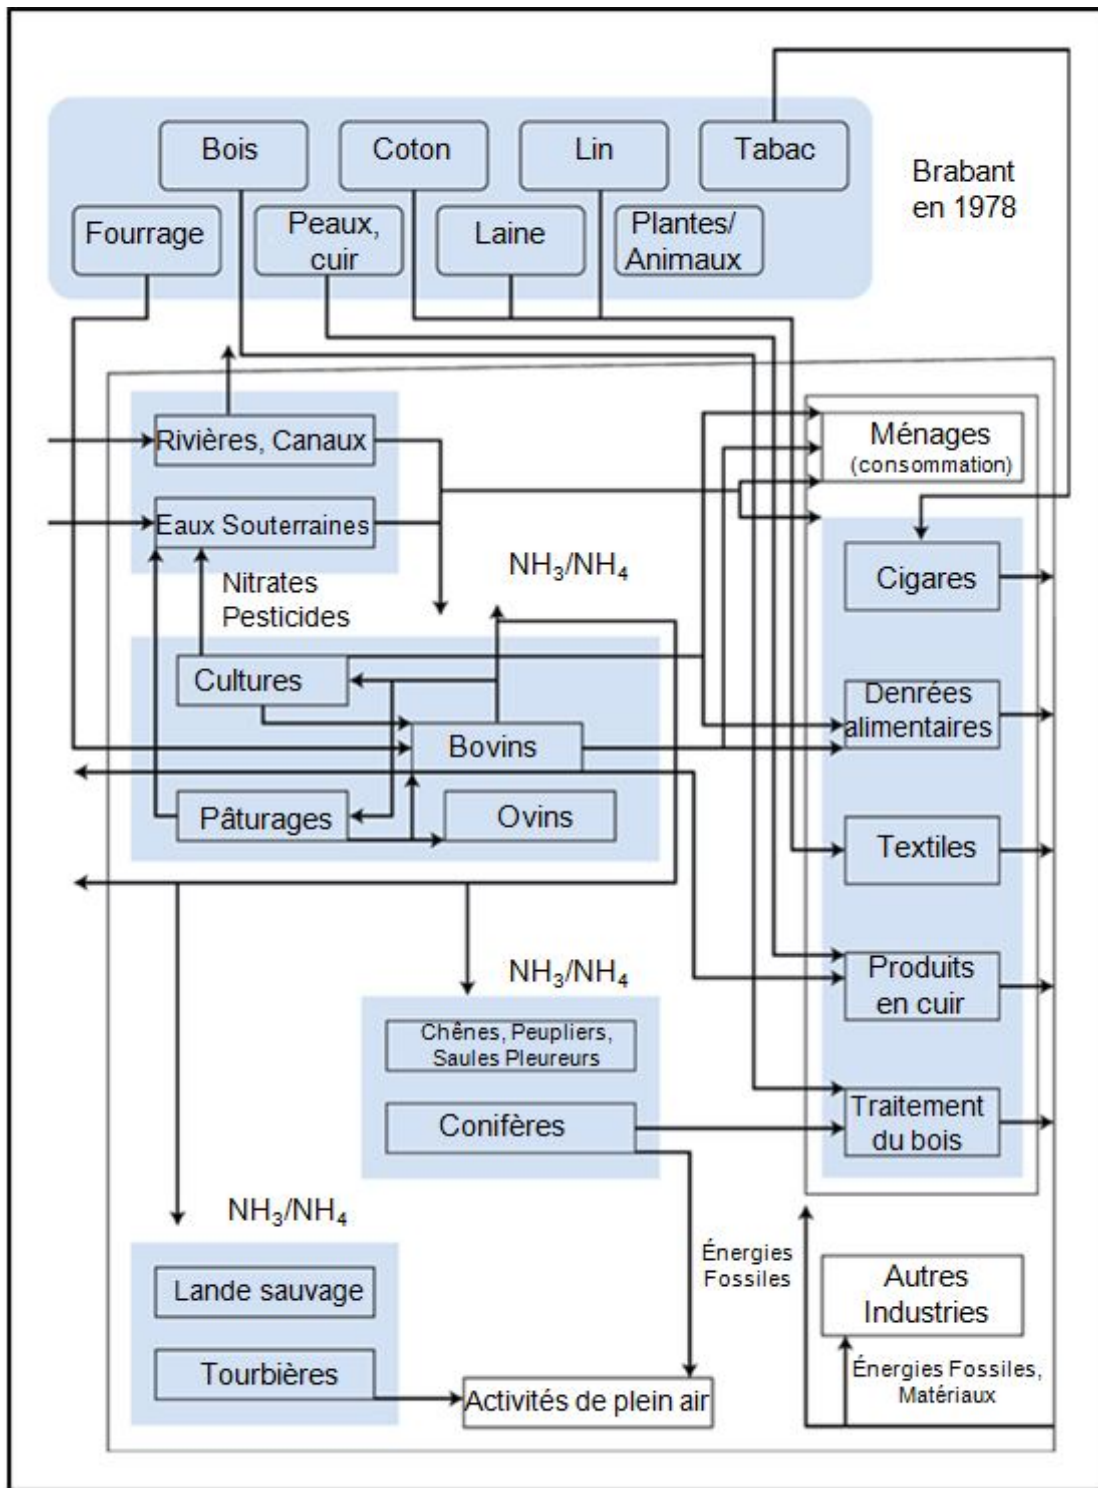 Bois
Coton
Lin
Tabac
Brabant
en 1978
Fourrage
Peaux,
cuir
Laine
Plantes/
Animaux
Rivières, Canaux
Ménages
(consommation)
Eaux Souterraines
NH₃/NH₄
Nitrates
Pesticides
Cigares
Cultures
Denrées
alimentaires
Bovins
Pâturages
Ovins
Textiles
NH₃/NH₄
Produits
en cuir
Chênes, Peupliers,
Saules Pleureurs
Conifères
Traitement
du bois
NH₃/NH₄
Énergies
Fossiles
Autres
Industries
Lande sauvage
Tourbières
Énergies Fossiles,
Matériaux
Activités de plein air